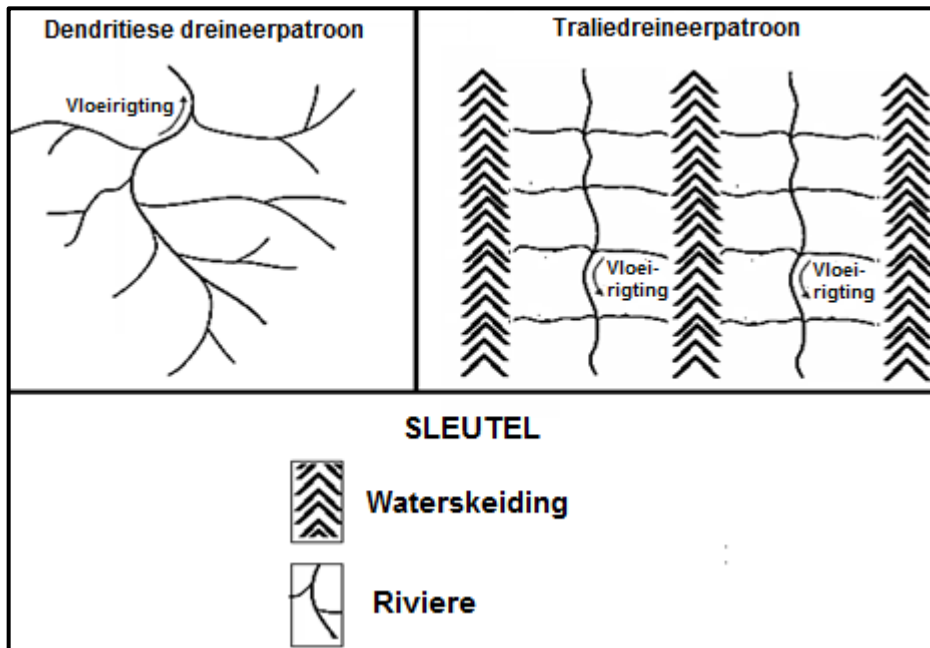 Dendritiese dreineerpatroon
Vloeirigting
Traliedreineerpatroon
Vloei-
rigting
Vloei-
rigting
SLEUTEL
Waterskeiding
Riviere